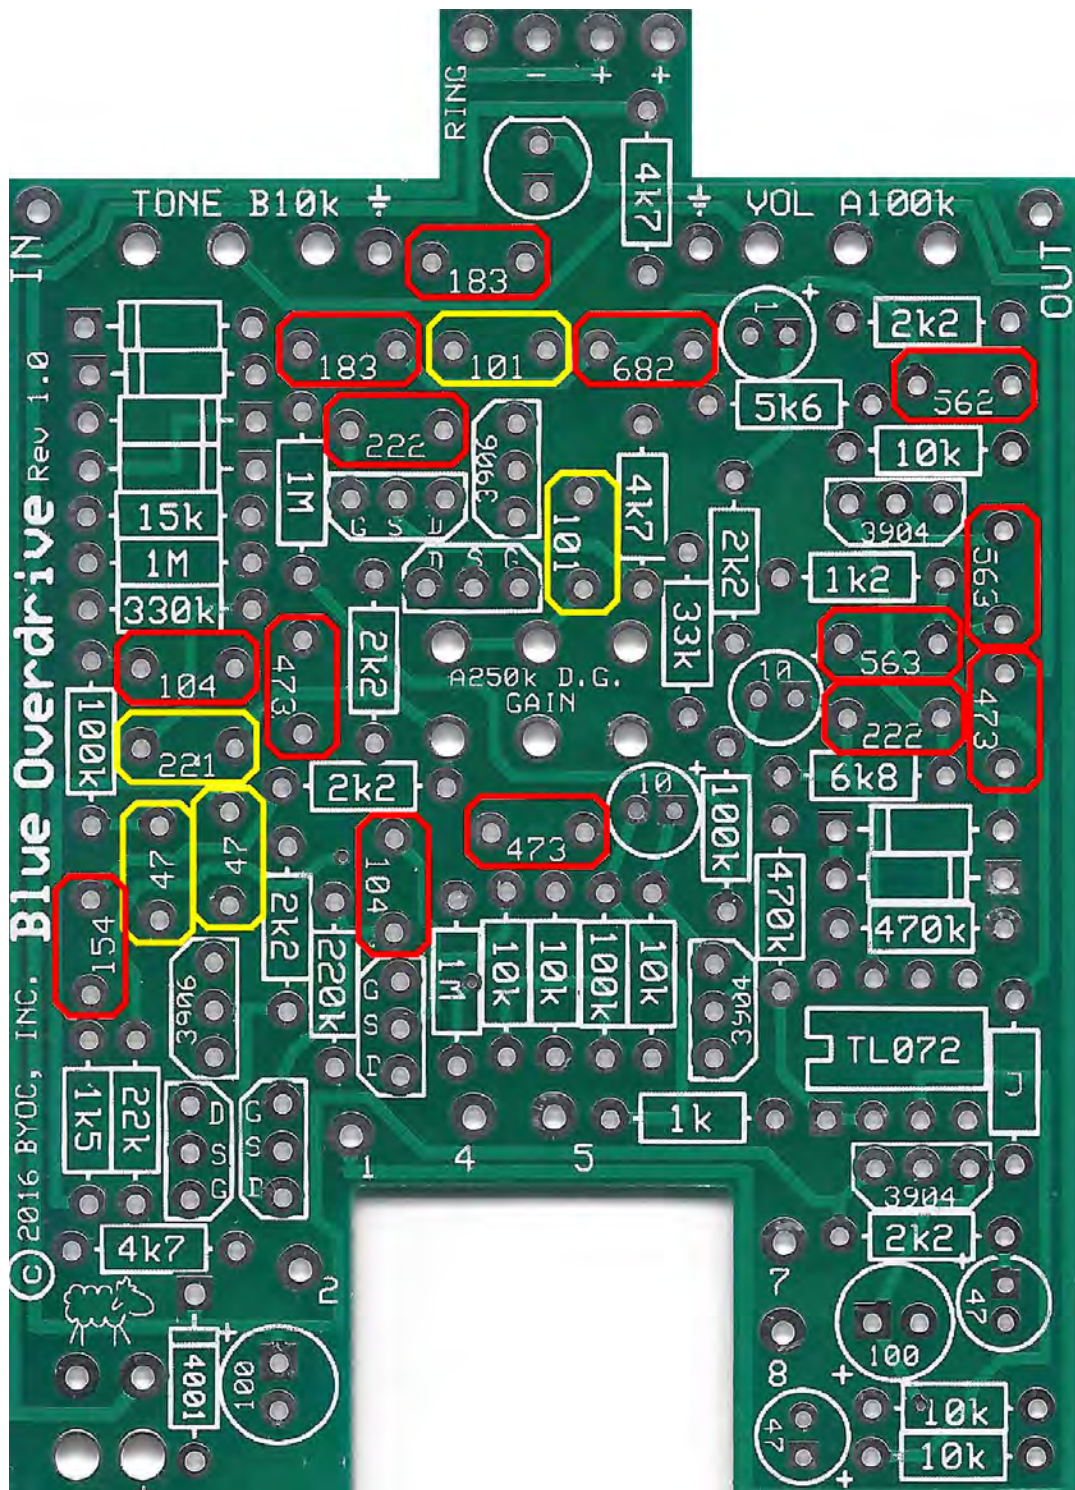 RING
- + +
4k7
TONE B10k
VOL A100k
IN
OUT
183
183
101
682
1
+
2k2
562
5k6
222
3906
10k
1M
4k7
101
G S D
15k
3904
2k2
563
1M
D S G
1k2
330k
33k
473
2k2
563
104
A250k D.G.
GAIN
10
473
222
100k
221
2k2
10
+
6k8
100k
47
47
473
104
470k
470k
2k2
154
220k
1M
10k
10k
100k
10k
3906
G
S
D
3904
TL072
1k5
22k
D
S
G
G
S
D
1k
1
4
5
3904
4k7
2
7
2k2
+
47
100
+
4001
+
100
8
10k
47
+
10k
© 2016 BYOC, INC. Blue Overdrive Rev 1.0